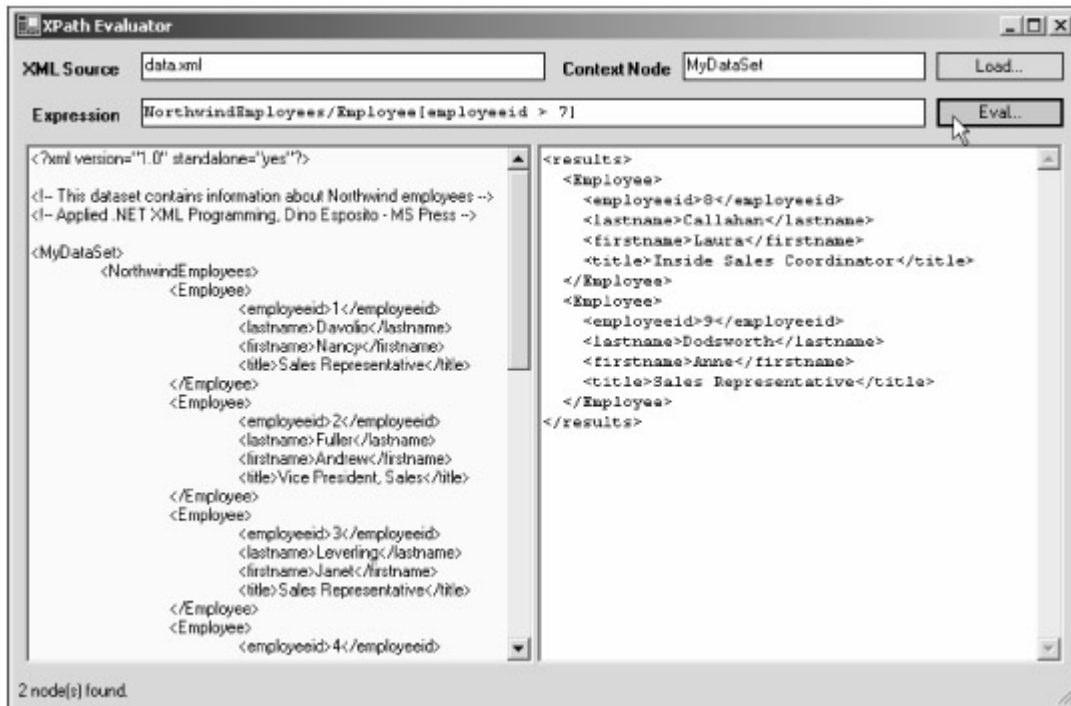 XPath Evaluator
XML Source data.xml Context Node MyDataSet Load...
Expression NorthwindEmployees/Employee[employeeid > 7] Eval...
<?xml version="1.0" standalone="yes"?>
<!-- This dataset contains information about Northwind employees -->
<!-- Applied .NET XML Programming, Dino Esposito - MS Press -->
<MyDataSet>
<NorthwindEmployees>
<Employee>
<employeeid>1</employeeid>
<lastname>Davolio</lastname>
<firstname>Nancy</firstname>
<title>Sales Representative</title>
</Employee>
<Employee>
<employeeid>2</employeeid>
<lastname>Fuller</lastname>
<firstname>Andrew</firstname>
<title>Vice President, Sales</title>
</Employee>
<Employee>
<employeeid>3</employeeid>
<lastname>Leverling</lastname>
<firstname>Janet</firstname>
<title>Sales Representative</title>
</Employee>
<Employee>
<employeeid>4</employeeid>
<results>
<Employee>
<employeeid>8</employeeid>
<lastname>Callahan</lastname>
<firstname>Laura</firstname>
<title>Inside Sales Coordinator</title>
</Employee>
<Employee>
<employeeid>9</employeeid>
<lastname>Dodsworth</lastname>
<firstname>Anne</firstname>
<title>Sales Representative</title>
</Employee>
</results>
2 node(s) found.